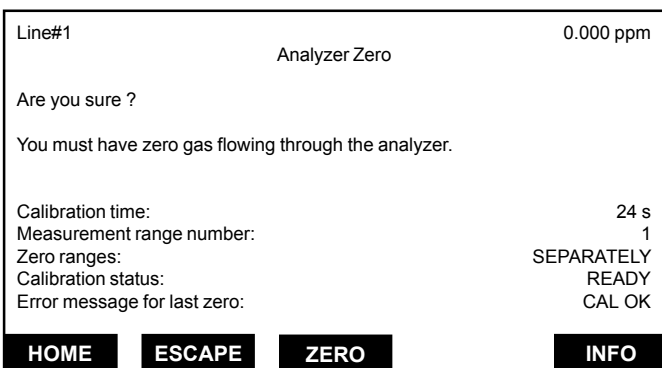 Line#1 0.000 ppm
Analyzer Zero
Are you sure ?
You must have zero gas flowing through the analyzer.
Calibration time: 24 s
Measurement range number: 1
Zero ranges: SEPARATELY
Calibration status: READY
Error message for last zero: CAL OK
HOME ESCAPE ZERO INFO